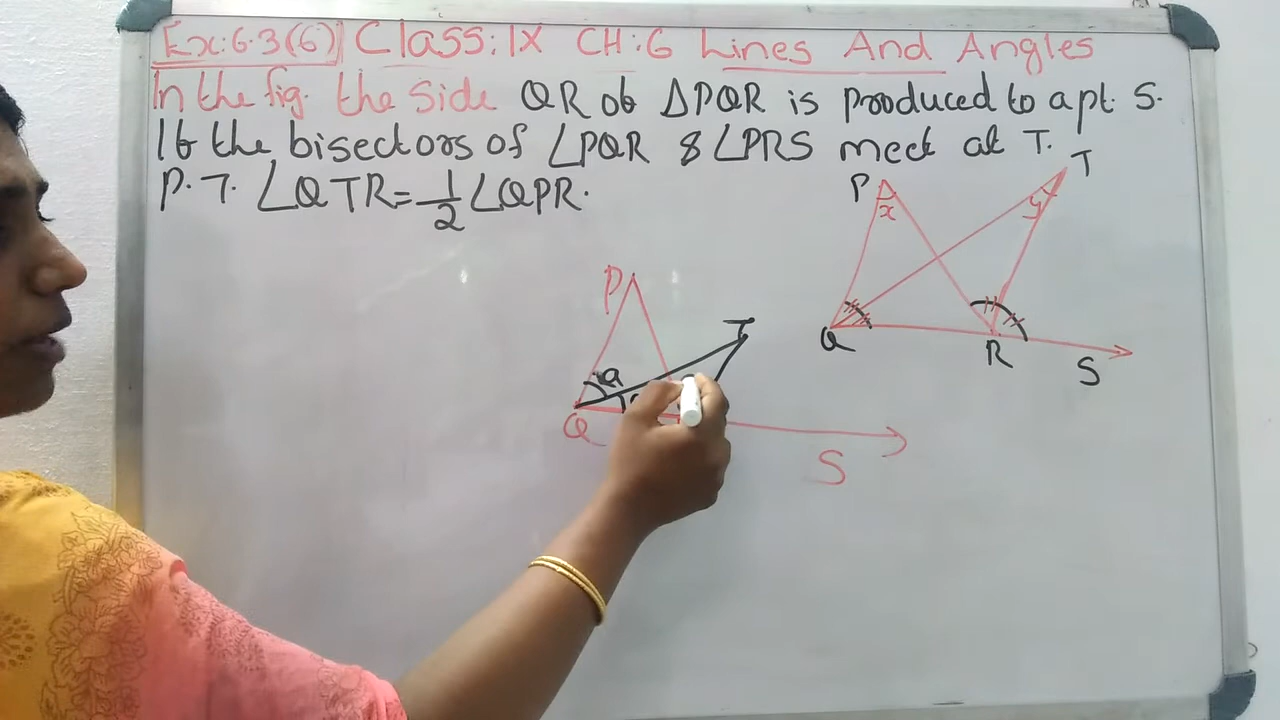 Ex:6.3(6) Class:IX CH:6 Lines And Angles
In the fig. the side QR of ΔPQR is produced to a pt. S.
If the bisectors of ∠PQR & ∠PRS meet at T.
P.T. ∠QTR=1/2∠QPR.
P T
x y
Q R S
P T
a
Q S